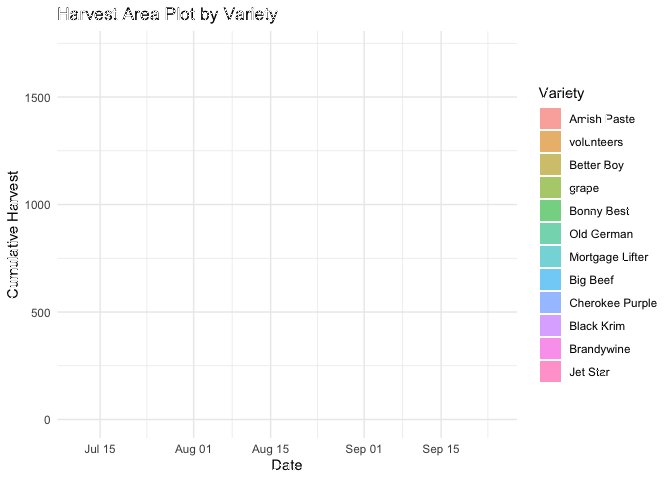 Harvest Area Plot by Variety
1500
1000
500
0
Cumulative Harvest
Jul 15
Aug 01
Aug 15
Sep 01
Sep 15
Date
Variety
Amish Paste
volunteers
Better Boy
grape
Bonny Best
Old German
Mortgage Lifter
Big Beef
Cherokee Purple
Black Krim
Brandywine
Jet Star